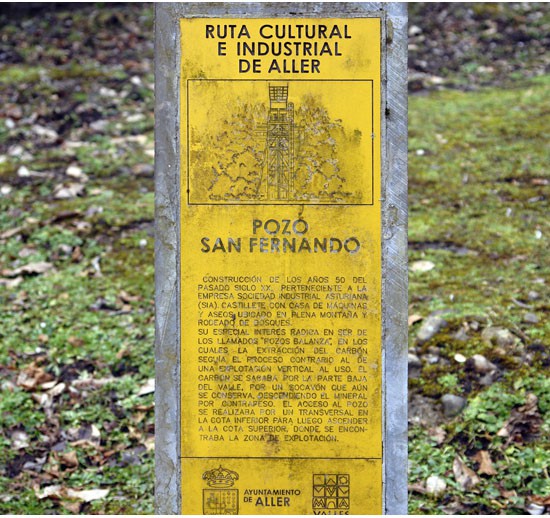 RUTA CULTURAL
E INDUSTRIAL
DE ALLER
POZO
SAN FERNANDO
CONSTRUCCIÓN DE LOS AÑOS 50 DEL
PASADO SIGLO XX, PERTENECIENTE A LA
EMPRESA SOCIEDAD INDUSTRIAL ASTURIANA
(SIA). CASTILLETE CON CASA DE MAQUINAS
Y ASEOS, UBICADO EN PLENA MONTAÑA Y
RODEADO DE BOSQUES.
SU ESPECIAL INTERÉS RADICA EN SER DE
LOS LLAMADOS "POZOS BALANZA", EN LOS
CUALES LA EXTRACCIÓN DEL CARBÓN
SEGUÍA EL PROCESO CONTRARIO AL DE
UNA EXPLOTACIÓN VERTICAL AL USO. EL
CARBÓN SE SACABA POR LA PARTE BAJA
DEL VALLE, POR UN SOCAVÓN QUE AÚN
SE CONSERVA, DESCENDIENDO EL MINERAL
POR CONTRAPESO. EL ACCESO AL POZO
SE REALIZABA POR UN TRANSVERSAL EN
LA COTA INFERIOR PARA LUEGO ASCENDER
A LA COTA SUPERIOR, DONDE SE ENCON-
TRABA LA ZONA DE EXPLOTACIÓN.
AYUNTAMIENTO
DE ALLER
VALLES